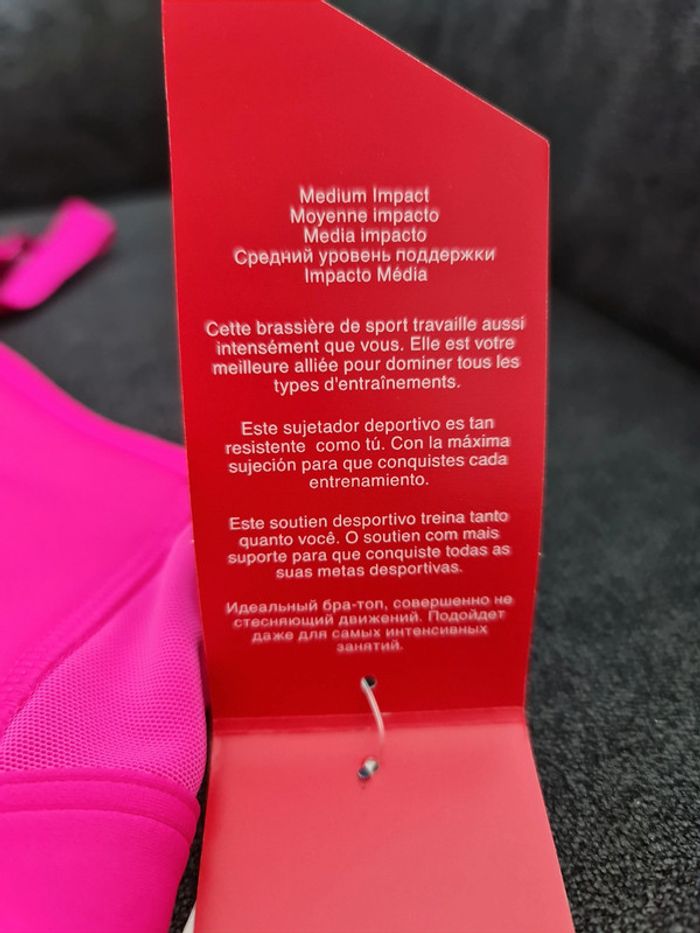 Medium Impact
Moyenne impacto
Media impacto
Средний уровень поддержки
Impacto Média
Cette brassière de sport travaille aussi
intensément que vous. Elle est votre
meilleure alliée pour dominer tous les
types d'entraînements.
Este sujetador deportivo es tan
resistente como tú. Con la máxima
sujeción para que conquistes cada
entrenamiento.
Este soutien desportivo treina tanto
quanto você. O soutien com mais
suporte para que conquiste todas as
suas metas desportivas.
Идеальный бра-топ, совершенно не
стесняющий движений. Подойдет
даже для самых интенсивных
занятий.